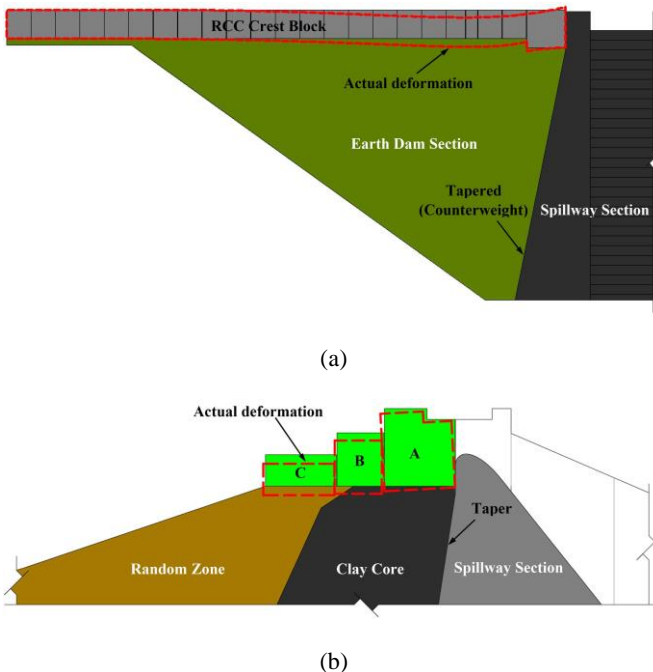 RCC Crest Block
Actual deformation
Earth Dam Section
Tapered
(Counterweight)
Spillway Section
(a)
Actual deformation
A
B
C
Taper
Random Zone
Clay Core
Spillway Section
(b)